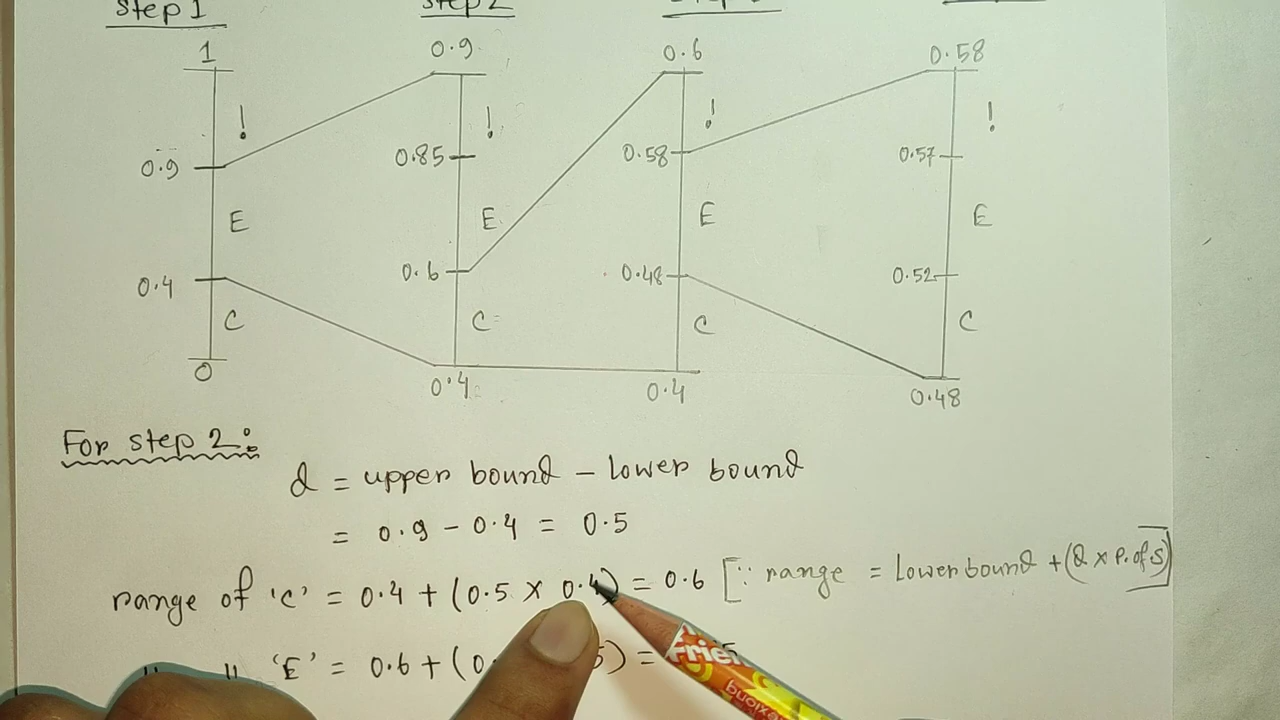 Step 1 step 2
1 0.9 0.6 0.58
! ! ! !
0.9 0.85 0.58 0.57
E E E E
0.4 0.6 0.48 0.52
C C C C
0 0.4 0.4 0.48
For step 2:
d = upper bound - lower bound
= 0.9 - 0.4 = 0.5
range of 'C' = 0.4 + (0.5 x 0.4) = 0.6 [∵ range = Lower bound + (d x P. of S)]
" " 'E' = 0.6 + (0. 5) = 5
Frie